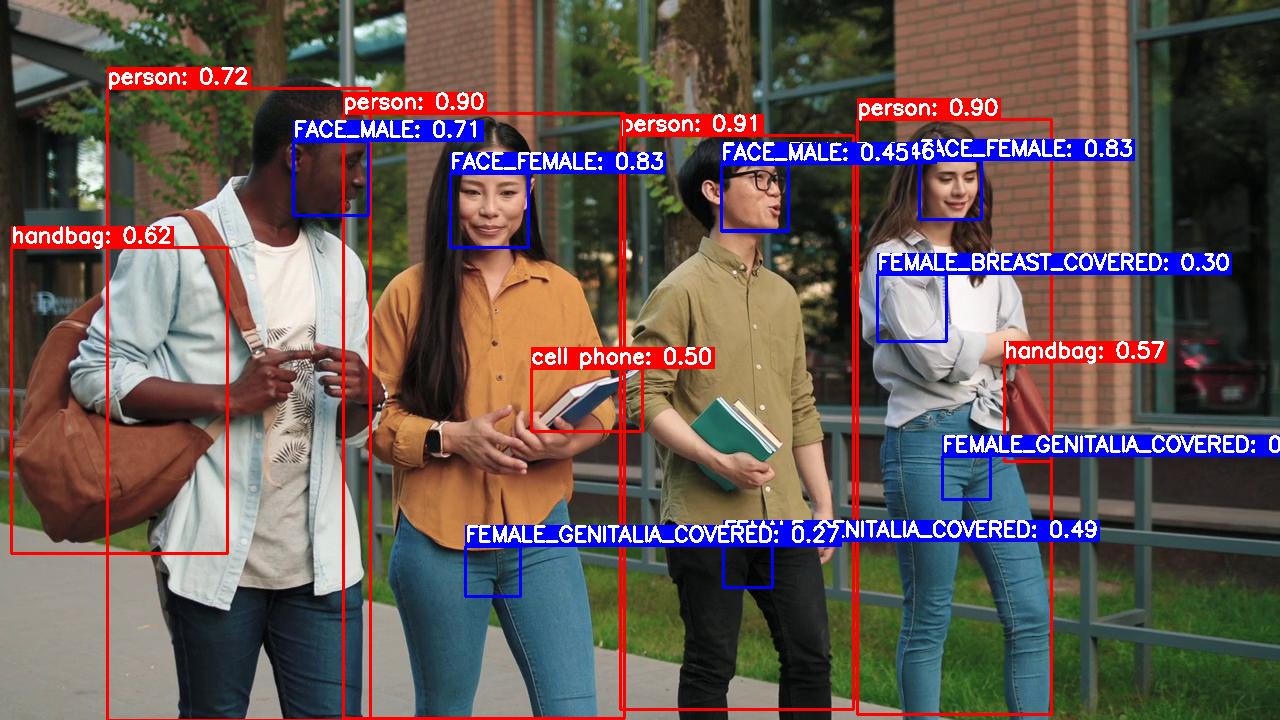 person: 0.72
person: 0.90
person: 0.90
person: 0.91
FACE_MALE: 0.71
FACE_FEMALE: 0.83
FACE_MALE: 0.4546
FACE_FEMALE: 0.83
handbag: 0.62
FEMALE_BREAST_COVERED: 0.30
cell phone: 0.50
handbag: 0.57
FEMALE_GENITALIA_COVERED: 0
FEMALE_GENITALIA_COVERED: 0.27
NITALIA_COVERED: 0.49